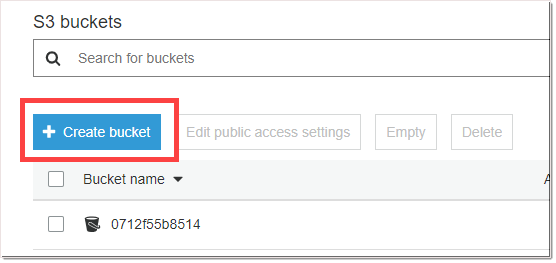 S3 buckets
Search for buckets
+ Create bucket Edit public access settings Empty Delete
Bucket name A
0712f55b8514